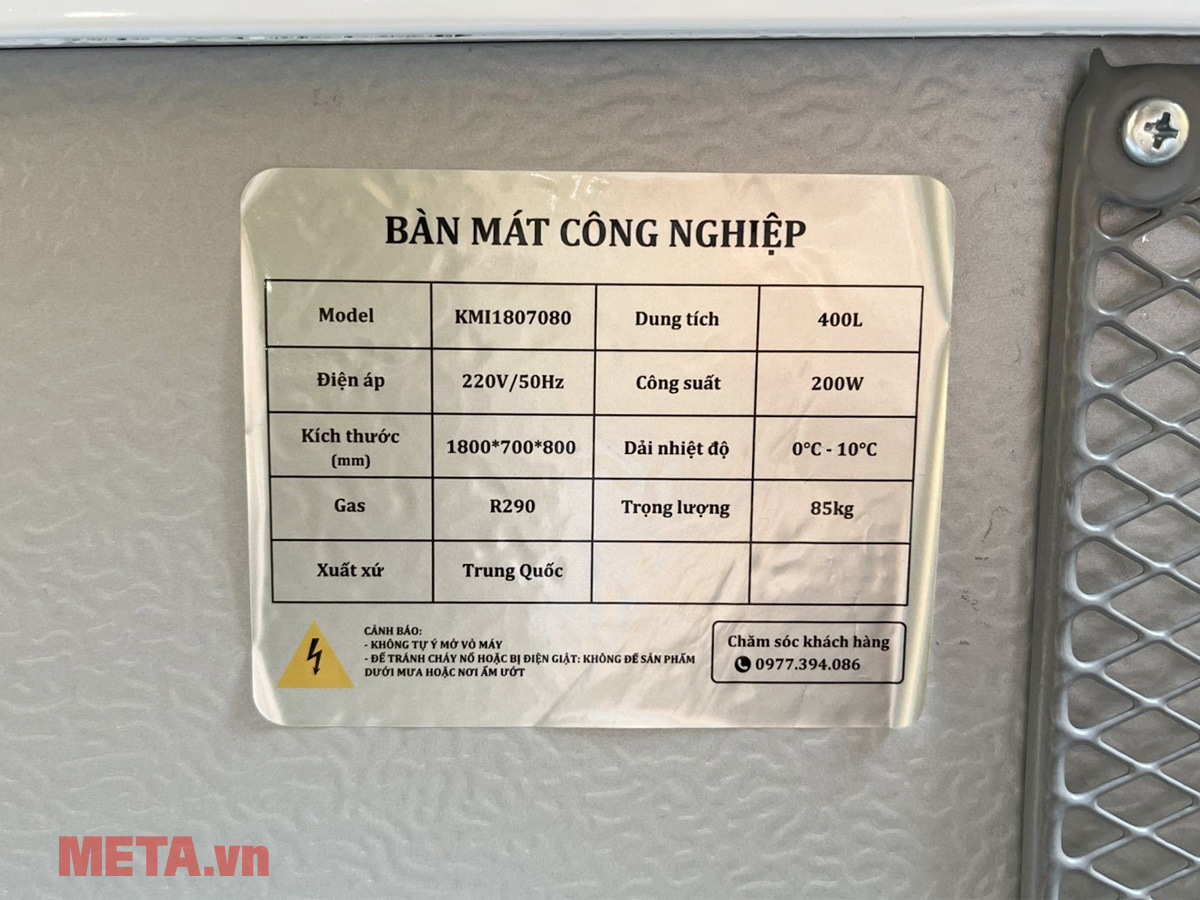 BÀN MÁT CÔNG NGHIỆP
Model KMI1807080 Dung tích 400L
Điện áp 220V/50Hz Công suất 200W
Kích thước (mm) 1800*700*800 Dải nhiệt độ 0°C - 10°C
Gas R290 Trọng lượng 85kg
Xuất xứ Trung Quốc
CẢNH BÁO:
- KHÔNG TỰ Ý MỞ VỎ MÁY
- ĐỂ TRÁNH CHÁY NỔ HOẶC BỊ ĐIỆN GIẬT: KHÔNG ĐỂ SẢN PHẨM
DƯỚI MƯA HOẶC NƠI ẨM ƯỚT
Chăm sóc khách hàng
0977.394.086
META.vn